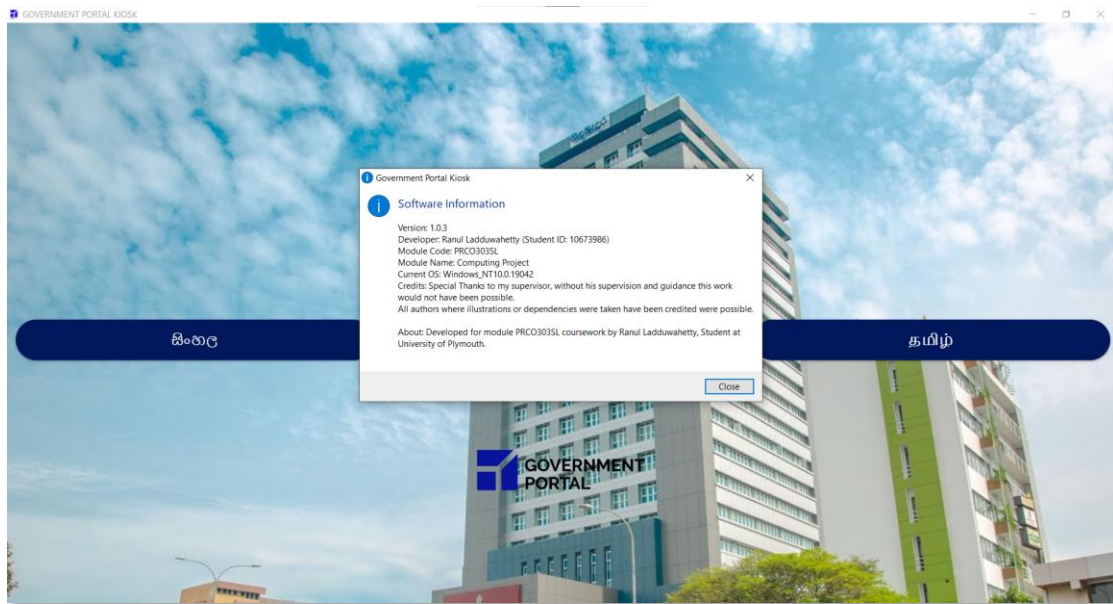 GOVERNMENT PORTAL KIOSK
Government Portal Kiosk
Software Information
Version: 1.0.3
Developer: Ranul Ladduwahetty (Student ID: 10673986)
Module Code: PRCO303SL
Module Name: Computing Project
Current OS: Windows_NT10.0.19042
Credits: Special Thanks to my supervisor, without his supervision and guidance this work
would not have been possible.
All authors where illustrations or dependencies were taken have been credited were possible.
About: Developed for module PRCO303SL coursework by Ranul Ladduwahetty, Student at
University of Plymouth.
Close
සිංහල
தமிழ்
GOVERNMENT
PORTAL